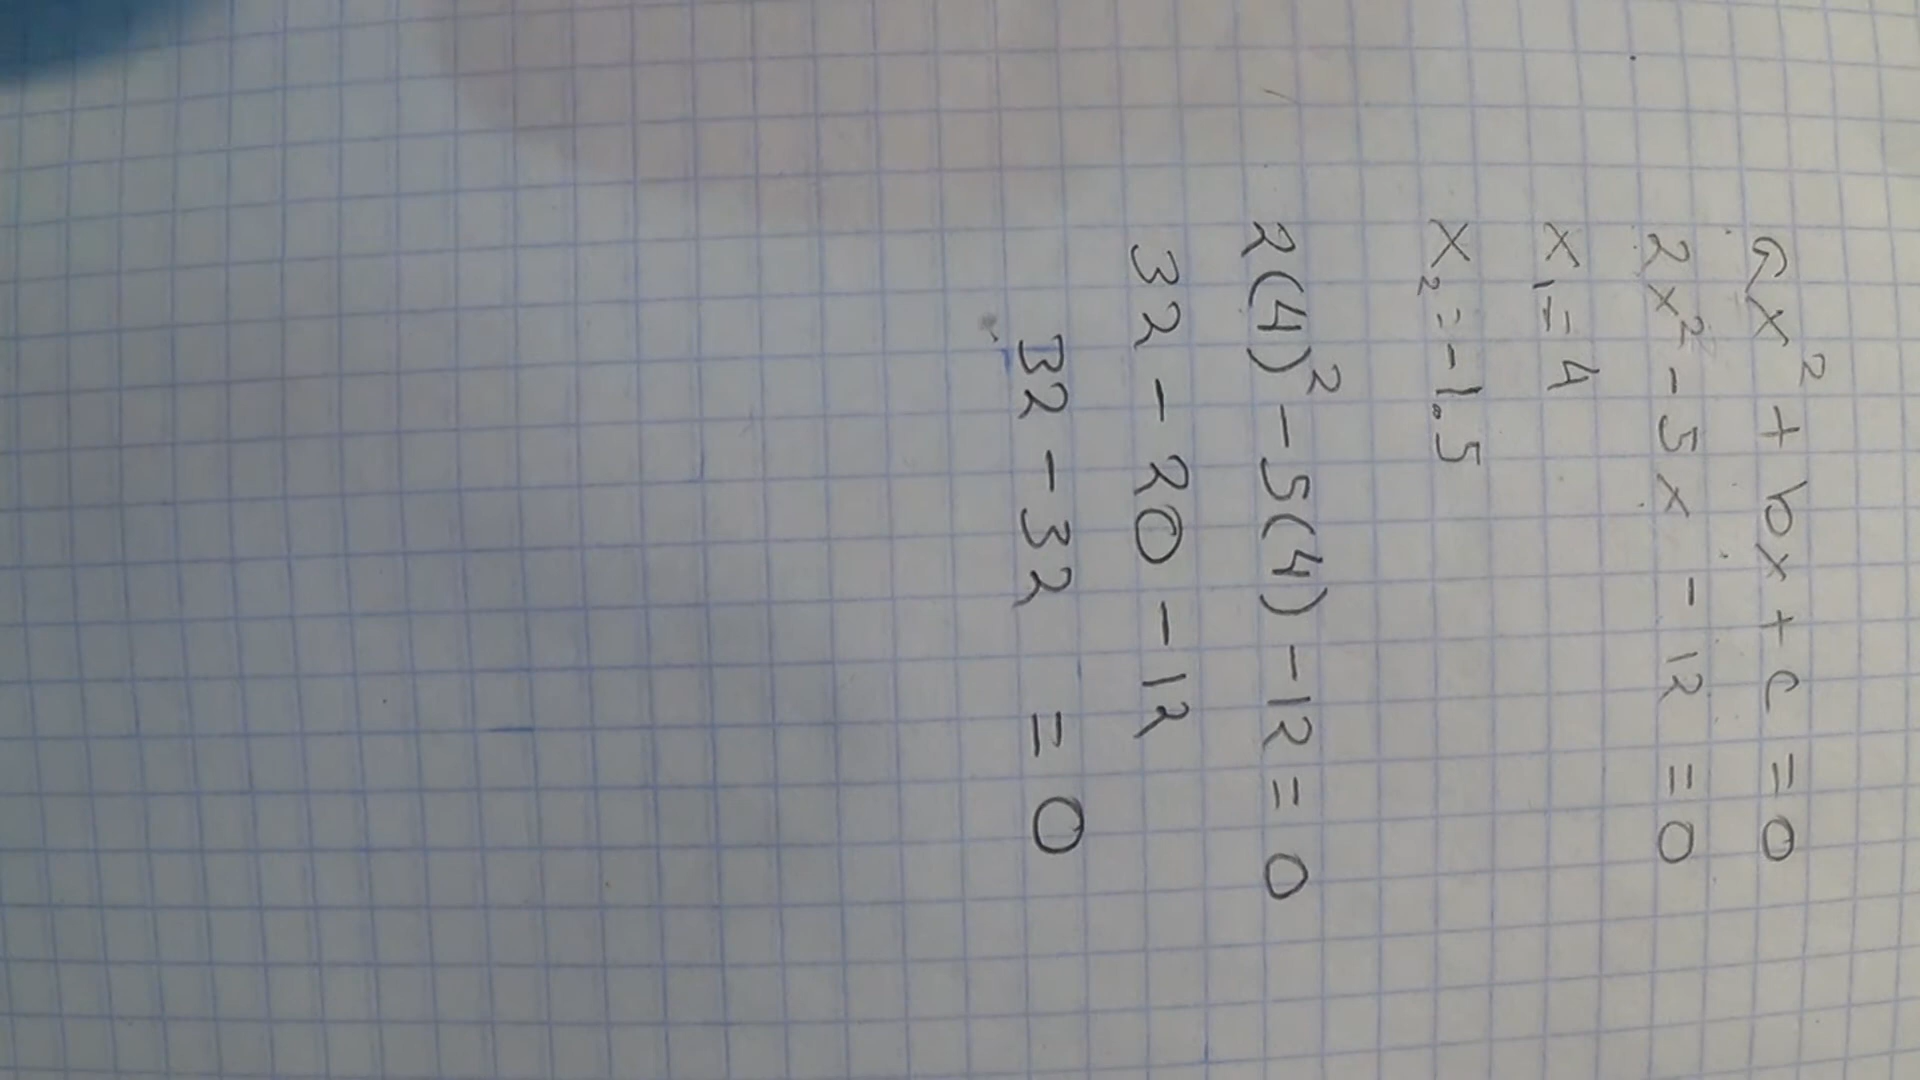 ax² + bx + c = 0
2x² - 5x - 12 = 0
x₁ = 4
x₂ = -1.5
2(4)² - 5(4) - 12 = 0
32 - 20 - 12
32 - 32 = 0